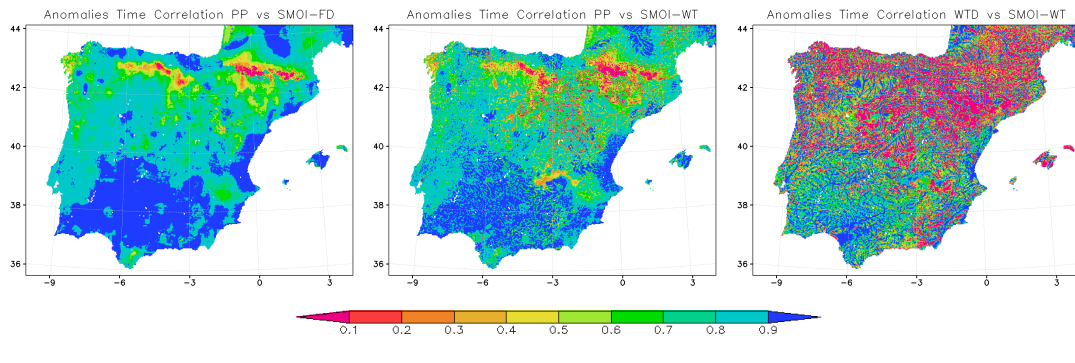 Anomalies Time Correlation PP vs SMOI-FD
Anomalies Time Correlation PP vs SMOI-WT
Anomalies Time Correlation WTD vs SMOI-WT
44
42
40
38
36
-9 -6 -3 0 3
44
42
40
38
36
-9 -6 -3 0 3
44
42
40
38
36
-9 -6 -3 0 3
0.1 0.2 0.3 0.4 0.5 0.6 0.7 0.8 0.9